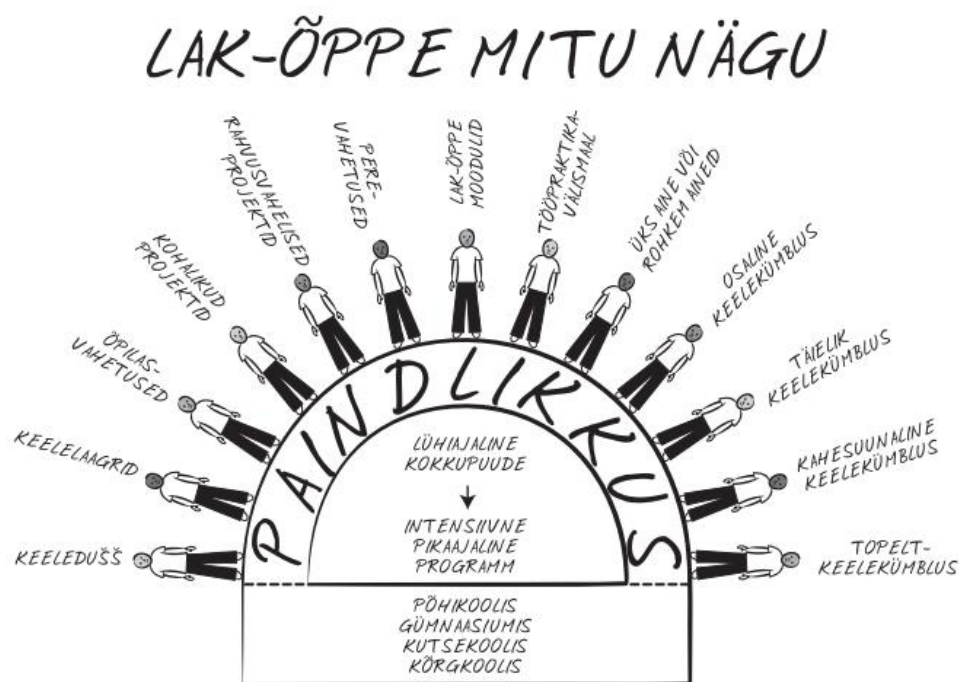 LAK-ÕPPE MITU NÄGU
KEELEDUŠŠ
KEELELAAGRID
ÕPILAS-
VAHETUSED
KOHALIKUD
PROJEKTID
RAHVUSVAHELISED
PROJEKTID
PERE-
VAHETUSED
LAK-ÕPPE
MOODULID
TÖÖPRAKTIKA-
VÄLISMAAL
ÜKS AINE VÕI
ROHKEM AINEID
OSALINE
KEELEKÜMBLUS
TÄIELIK
KEELEKÜMBLUS
KAHESUUNALINE
KEELEKÜMBLUS
TOPELT-
KEELEKÜMBLUS
PAINDLIKKUS
LÜHIAJALINE
KOKKUPUUDE
INTENSIIVNE
PIKAAJALINE
PROGRAMM
PÕHIKOOLIS
GÜMNAASIUMIS
KUTSEKOOLIS
KÕRGKOOLIS